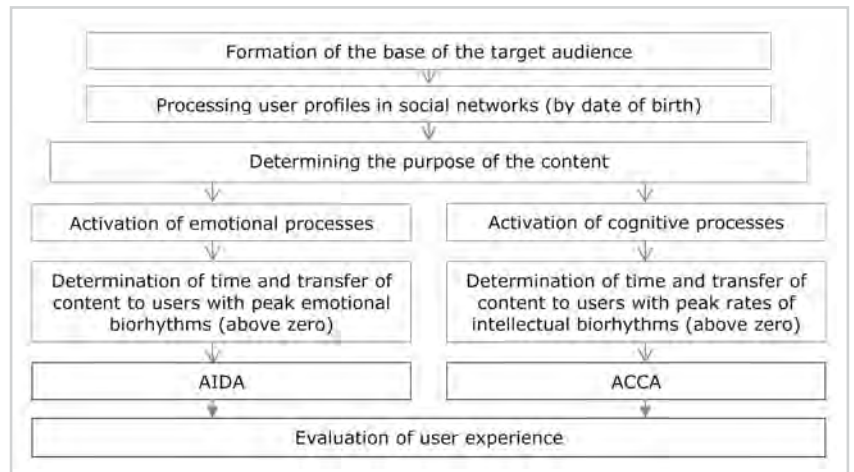 Formation of the base of the target audience
Processing user profiles in social networks (by date of birth)
Determining the purpose of the content
Activation of emotional processes
Activation of cognitive processes
Determination of time and transfer of
content to users with peak emotional
biorhythms (above zero)
Determination of time and transfer of
content to users with peak rates of
intellectual biorhythms (above zero)
AIDA
ACCA
Evaluation of user experience